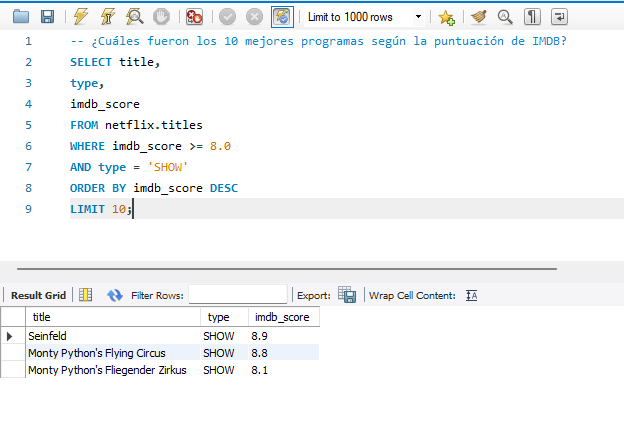 Limit to 1000 rows
1 -- ¿Cuáles fueron los 10 mejores programas según la puntuación de IMDB?
2 SELECT title,
3 type,
4 imdb_score
5 FROM netflix.titles
6 WHERE imdb_score >= 8.0
7 AND type = 'SHOW'
8 ORDER BY imdb_score DESC
9 LIMIT 10;
Result Grid Filter Rows: Export: Wrap Cell Content: IA
title type imdb_score
Seinfeld SHOW 8.9
Monty Python's Flying Circus SHOW 8.8
Monty Python's Fliegender Zirkus SHOW 8.1